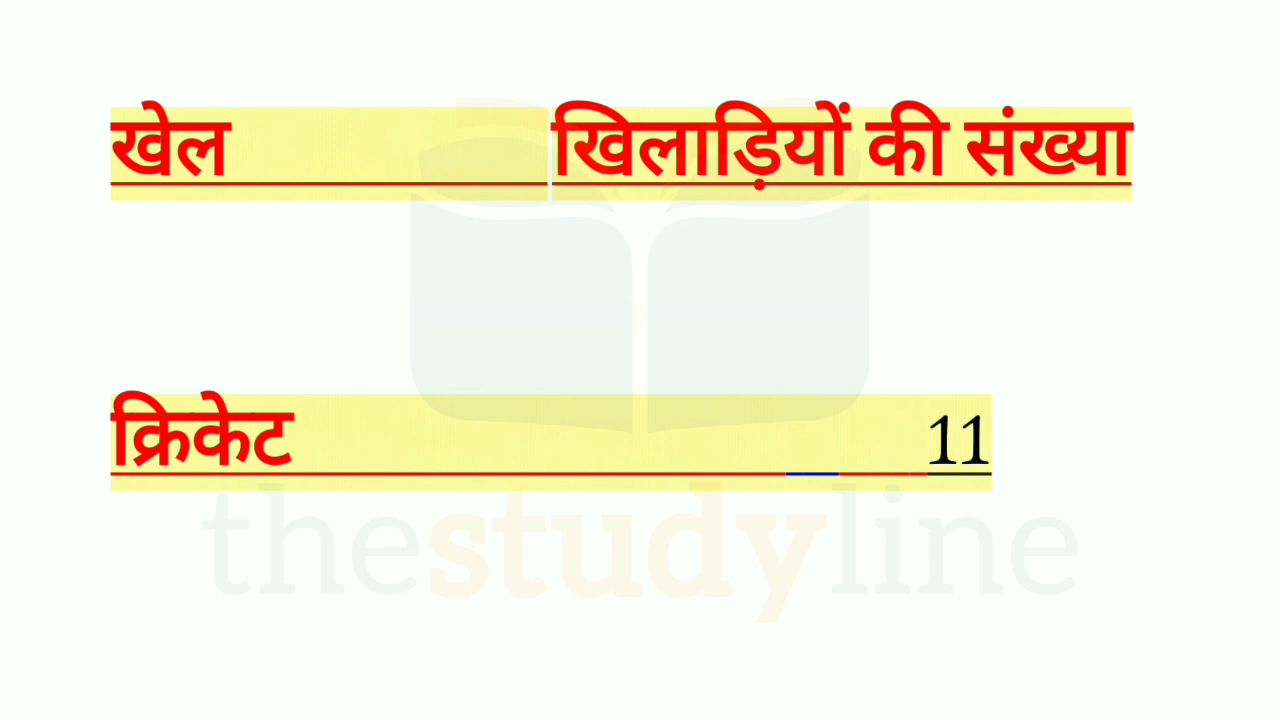 खेल खिलाड़ियों की संख्या
क्रिकेट 11
thestudyline